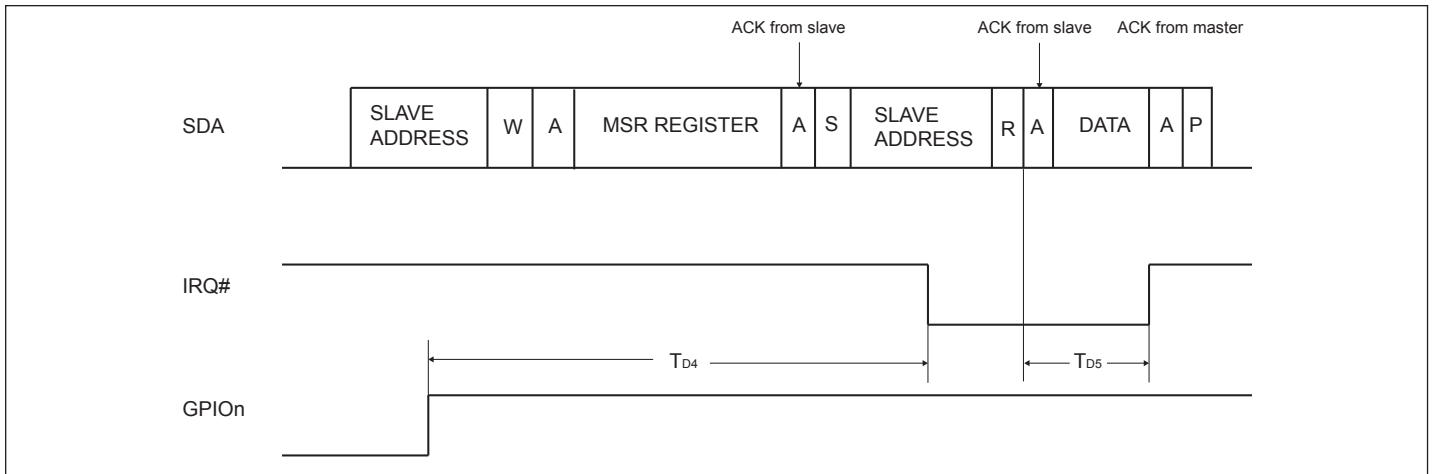 ACK from slave ACK from slave ACK from master
SDA SLAVE ADDRESS W A MSR REGISTER A S SLAVE ADDRESS R A DATA A P
IRQ#
TD4 TD5
GPIOn